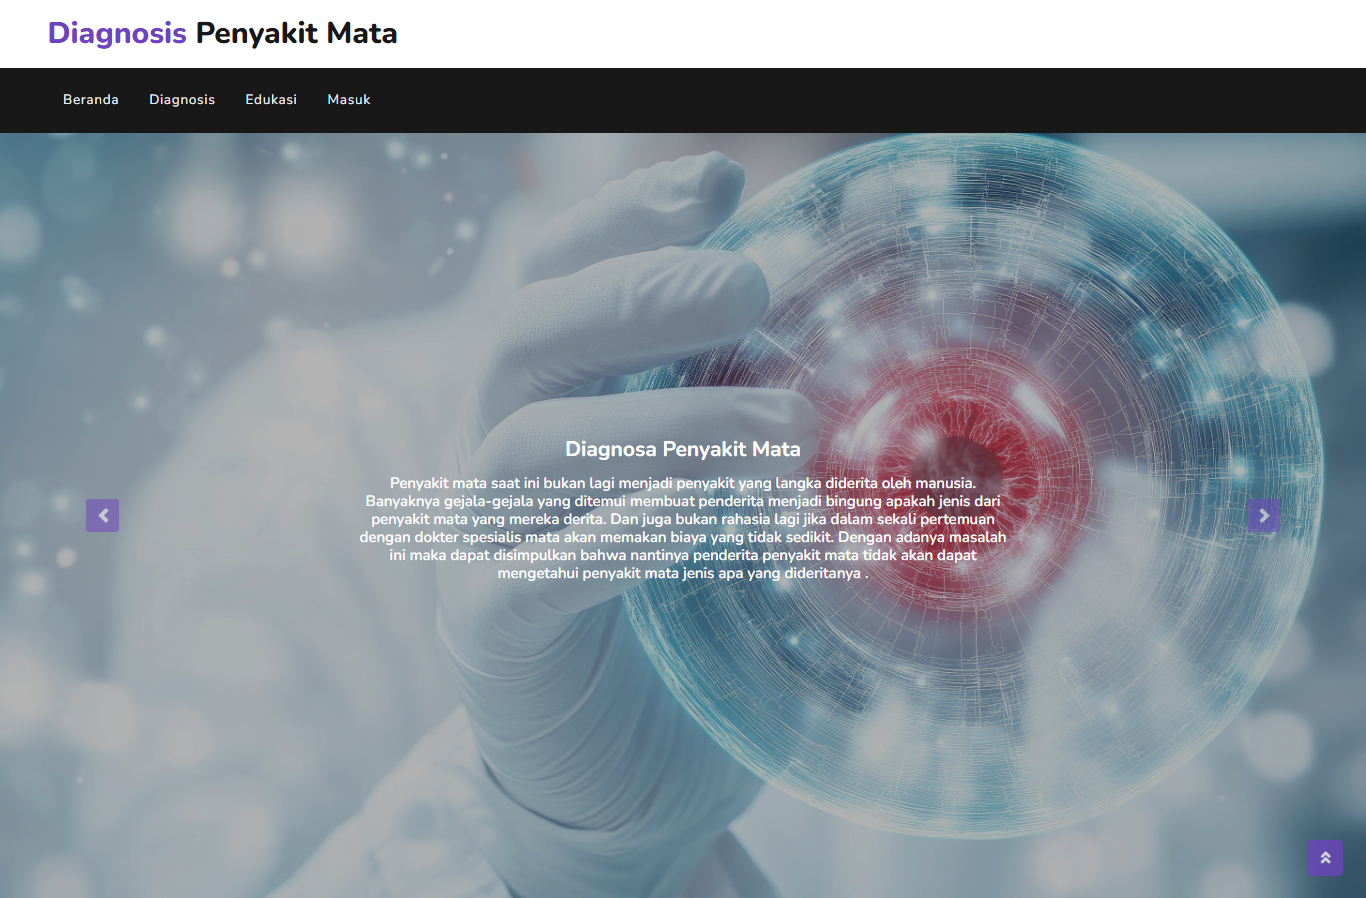 Diagnosis Penyakit Mata
Beranda Diagnosis Edukasi Masuk
Diagnosa Penyakit Mata
Penyakit mata saat ini bukan lagi menjadi penyakit yang langka diderita oleh manusia.
Banyaknya gejala-gejala yang ditemui membuat penderita menjadi bingung apakah jenis dari
penyakit mata yang mereka derita. Dan juga bukan rahasia lagi jika dalam sekali pertemuan
dengan dokter spesialis mata akan memakan biaya yang tidak sedikit. Dengan adanya masalah
ini maka dapat disimpulkan bahwa nantinya penderita penyakit mata tidak akan dapat
mengetahui penyakit mata jenis apa yang dideritanya .